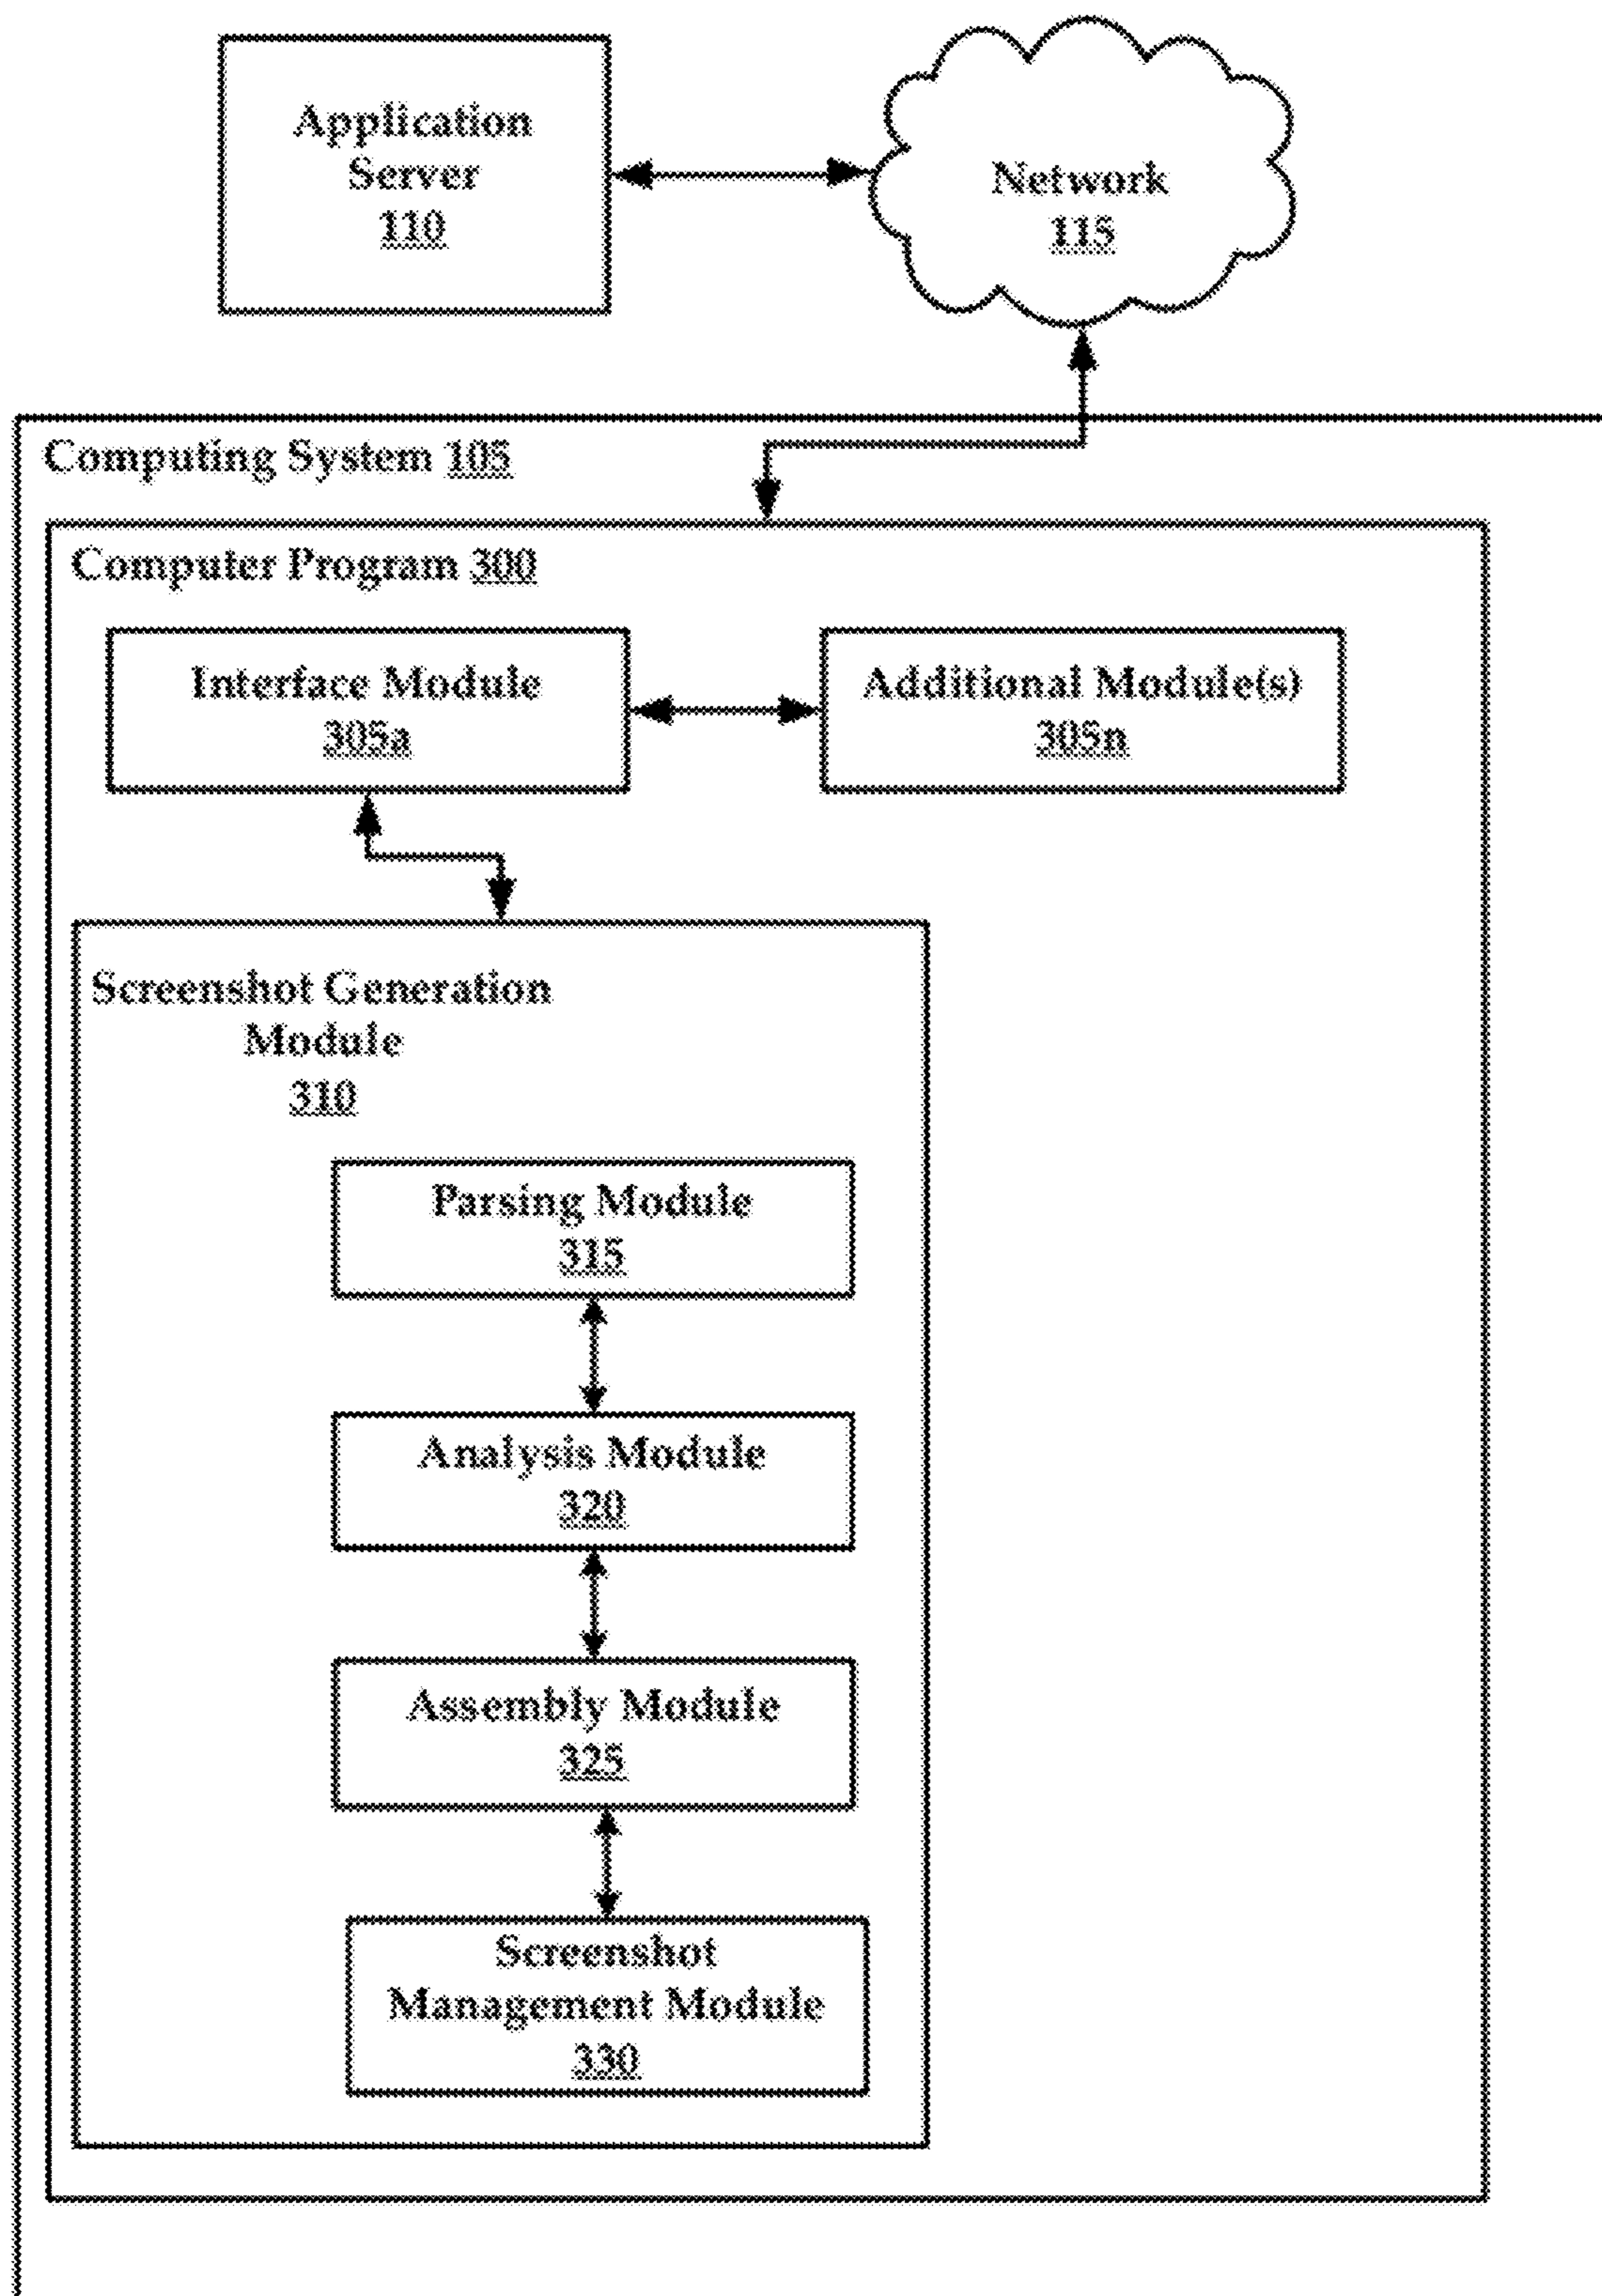 Application
Server
110
Network
115
Computing System 105
Computer Program 300
Interface Module
305a
Additional Module(s)
305n
Screenshot Generation
Module
310
Parsing Module
315
Analysis Module
320
Assembly Module
325
Screenshot
Management Module
330